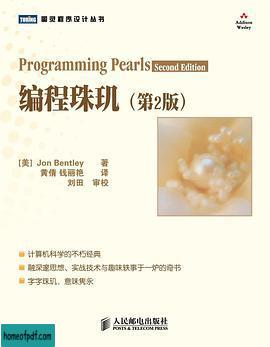 TURING 图灵程序设计丛书
Addison
Wesley
Programming Pearls Second Edition
编程珠玑（第2版）
[美] Jon Bentley 著
黄倩 钱丽艳 译
刘田 审校
计算机科学的不朽经典
融深邃思想、实战技术与趣味轶事于一炉的奇书
字字珠玑，意味隽永
人民邮电出版社
POSTS & TELECOM PRESS
homeofpdf.com